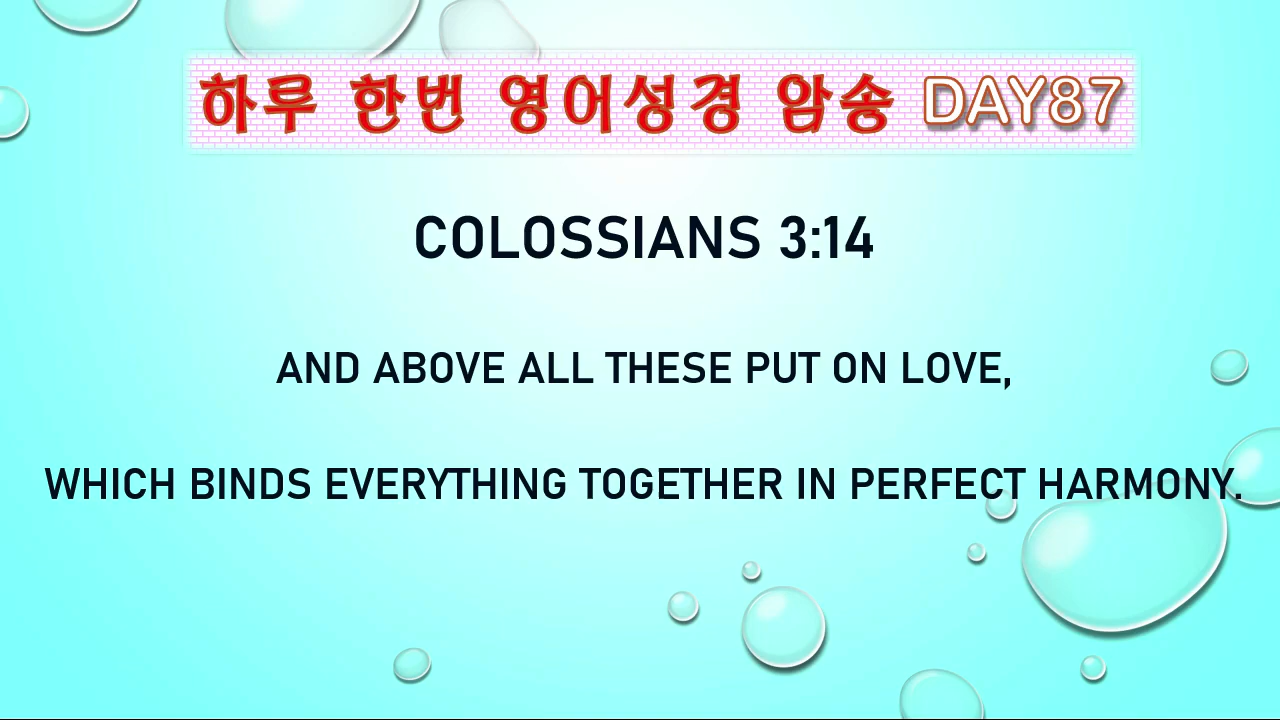 하루 한번 영어성경 암송 DAY87
COLOSSIANS 3:14
AND ABOVE ALL THESE PUT ON LOVE,
WHICH BINDS EVERYTHING TOGETHER IN PERFECT HARMONY.